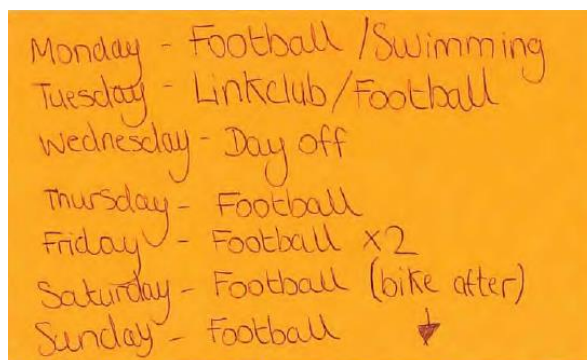 Monday - Football / Swimming
Tuesday - Linkclub / Football
Wednesday - Day off
Thursday - Football
Friday - Football x2
Saturday - Football (bike after)
Sunday - Football ↓